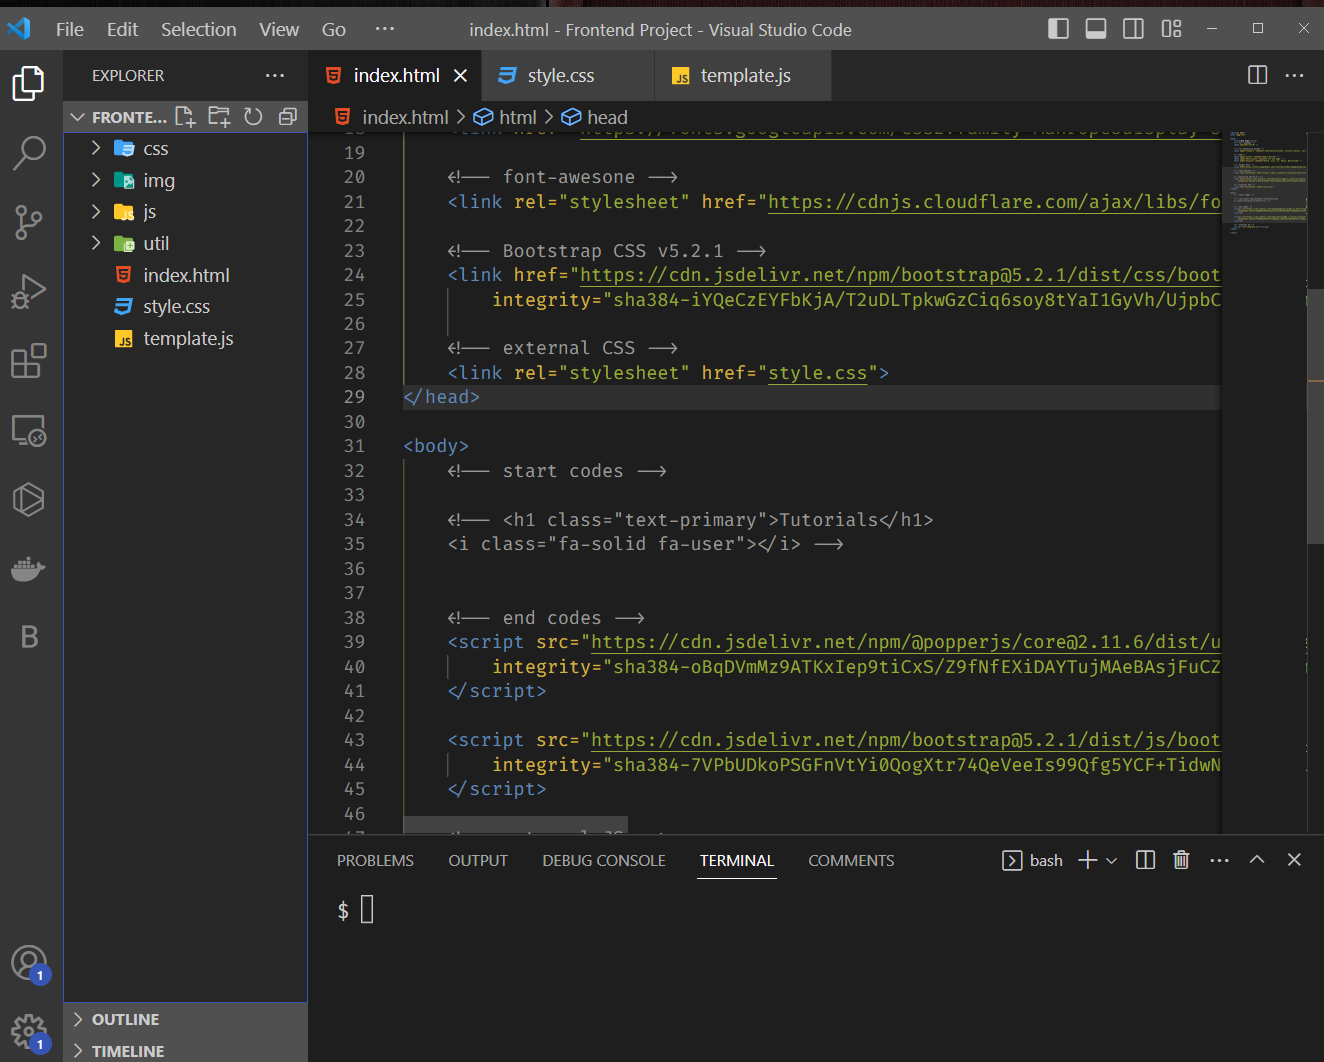 File Edit Selection View Go ··· index.html - Frontend Project - Visual Studio Code
EXPLORER ···
index.html style.css template.js ···
FRONTE...
index.html > html > head
css
img
js
util
index.html
style.css
template.js
19
20 <!-- font-awesone -->
21 <link rel="stylesheet" href="https://cdnjs.cloudflare.com/ajax/libs/fo
22
23 <!-- Bootstrap CSS v5.2.1 -->
24 <link href="https://cdn.jsdelivr.net/npm/bootstrap@5.2.1/dist/css/boot
25 integrity="sha384-iYQeCzEYFbKjA/T2uDLTpkwGzCiq6soy8tYaI1GyVh/UjpbC
26
27 <!-- external CSS -->
28 <link rel="stylesheet" href="style.css">
29 </head>
30
31 <body>
32 <!-- start codes -->
33
34 <!-- <h1 class="text-primary">Tutorials</h1>
35 <i class="fa-solid fa-user"></i> -->
36
37
38 <!-- end codes -->
39 <script src="https://cdn.jsdelivr.net/npm/@popperjs/core@2.11.6/dist/u
40 integrity="sha384-oBqDVmMz9ATKxIep9tiCxS/Z9fNfEXiDAYTujMAeBAsjFuCZ
41 </script>
42
43 <script src="https://cdn.jsdelivr.net/npm/bootstrap@5.2.1/dist/js/boot
44 integrity="sha384-7VPbUDkoPSGFnVtYi0QogXtr74QeVeeIs99Qfg5YCF+TidwN
45 </script>
46
PROBLEMS OUTPUT DEBUG CONSOLE TERMINAL COMMENTS bash ···
$
B
1
1
OUTLINE
TIMELINE